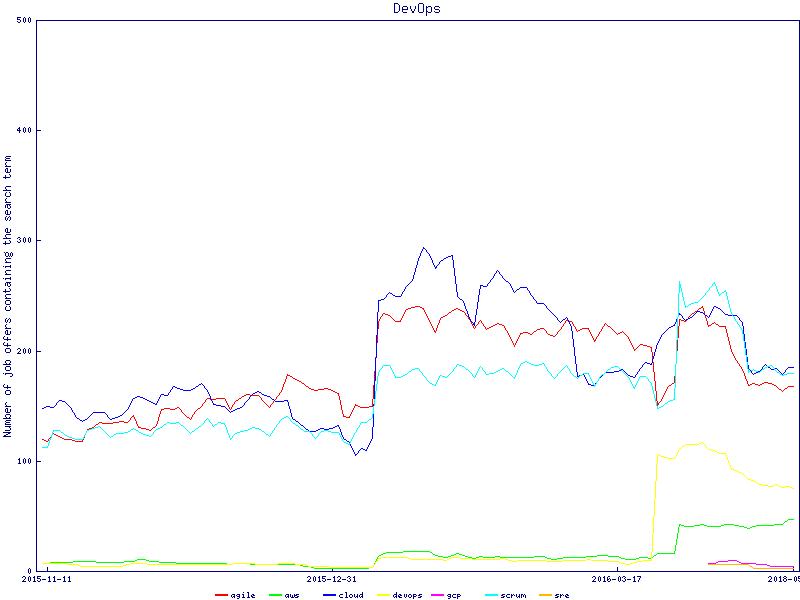 DevOps
Number of job offers containing the search term
500
400
300
200
100
0
2015-11-11 2015-12-31 2016-03-17 2018-05
agile aws cloud devops gcp scrum sre